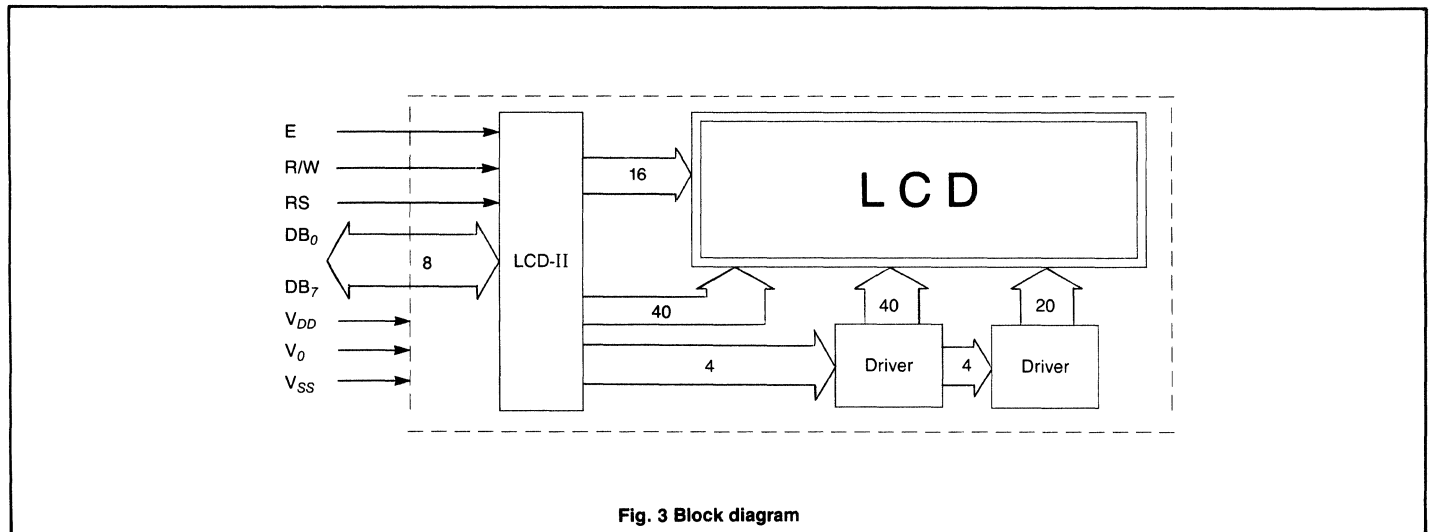 E
R/W
RS
DB0
8
DB7
VDD
V0
VSS
LCD-II
16
LCD
40
40
20
4
Driver
4
Driver
Fig. 3 Block diagram